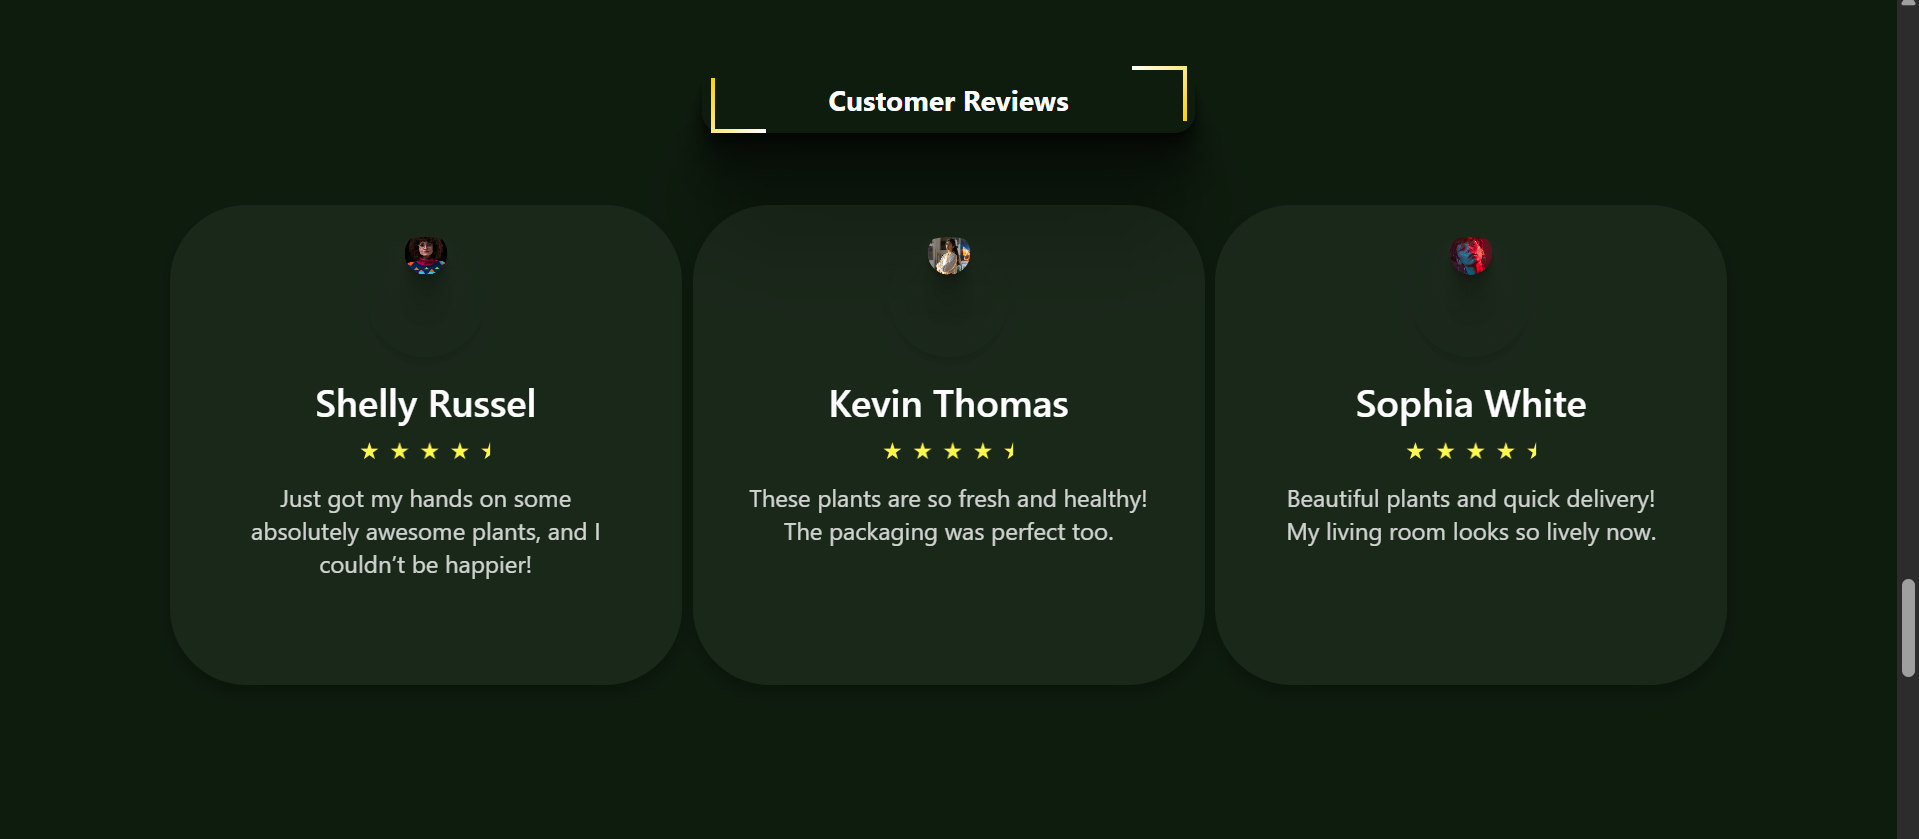 Customer Reviews
Shelly Russel
Just got my hands on some
absolutely awesome plants, and I
couldn’t be happier!
Kevin Thomas
These plants are so fresh and healthy!
The packaging was perfect too.
Sophia White
Beautiful plants and quick delivery!
My living room looks so lively now.